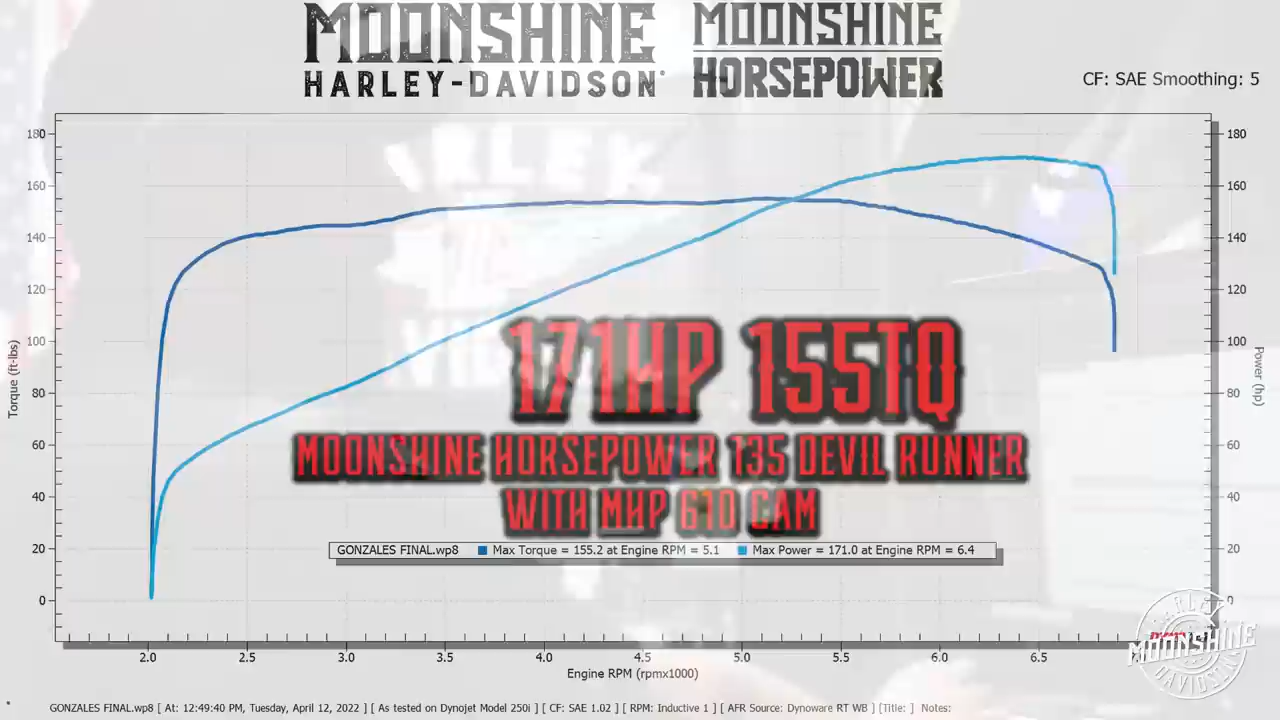 MOONSHINE
HARLEY-DAVIDSON
MOONSHINE
HORSEPOWER
CF: SAE Smoothing: 5
180
160
140
120
100
80
60
40
20
0
Torque (ft-lbs)
180
160
140
120
100
80
60
40
20
0
Power (hp)
171HP 155TQ
MOONSHINE HORSEPOWER 135 DEVIL RUNNER
WITH MHP 610 CAM
GONZALES FINAL.wp8 Max Torque = 155.2 at Engine RPM = 5.1 Max Power = 171.0 at Engine RPM = 6.4
2.0 2.5 3.0 3.5 4.0 4.5 5.0 5.5 6.0 6.5
Engine RPM (rpmx1000)
HARLEY
MOONSHINE
DAVIDSON
GONZALES FINAL.wp8 [ At: 12:49:40 PM, Tuesday, April 12, 2022 ] [ As tested on Dynojet Model 250i ] [ CF: SAE 1.02 ] [ RPM: Inductive 1 ] [ AFR Source: Dynoware RT WB ] [Title: ] Notes: